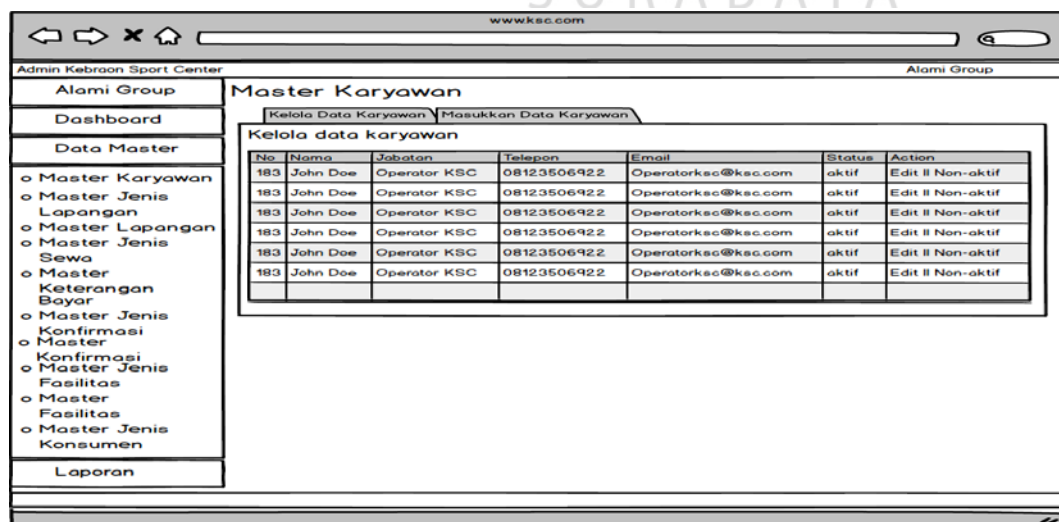 SURABAYA
www.ksc.com
Admin Kebraon Sport Center
Alami Group
Alami Group
Dashboard
Data Master
o Master Karyawan
o Master Jenis
Lapangan
o Master Lapangan
o Master Jenis
Sewa
o Master
Keterangan
Bayar
o Master Jenis
Konfirmasi
o Master
Konfirmasi
o Master Jenis
Fasilitas
o Master
Fasilitas
o Master Jenis
Konsumen
Laporan
Master Karyawan
Kelola Data Karyawan Masukkan Data Karyawan
Kelola data karyawan
No Nama Jabatan Telepon Email Status Action
183 John Doe Operator KSC 08123506922 Operatorksc@ksc.com aktif Edit II Non-aktif
183 John Doe Operator KSC 08123506922 Operatorksc@ksc.com aktif Edit II Non-aktif
183 John Doe Operator KSC 08123506922 Operatorksc@ksc.com aktif Edit II Non-aktif
183 John Doe Operator KSC 08123506922 Operatorksc@ksc.com aktif Edit II Non-aktif
183 John Doe Operator KSC 08123506922 Operatorksc@ksc.com aktif Edit II Non-aktif
183 John Doe Operator KSC 08123506922 Operatorksc@ksc.com aktif Edit II Non-aktif